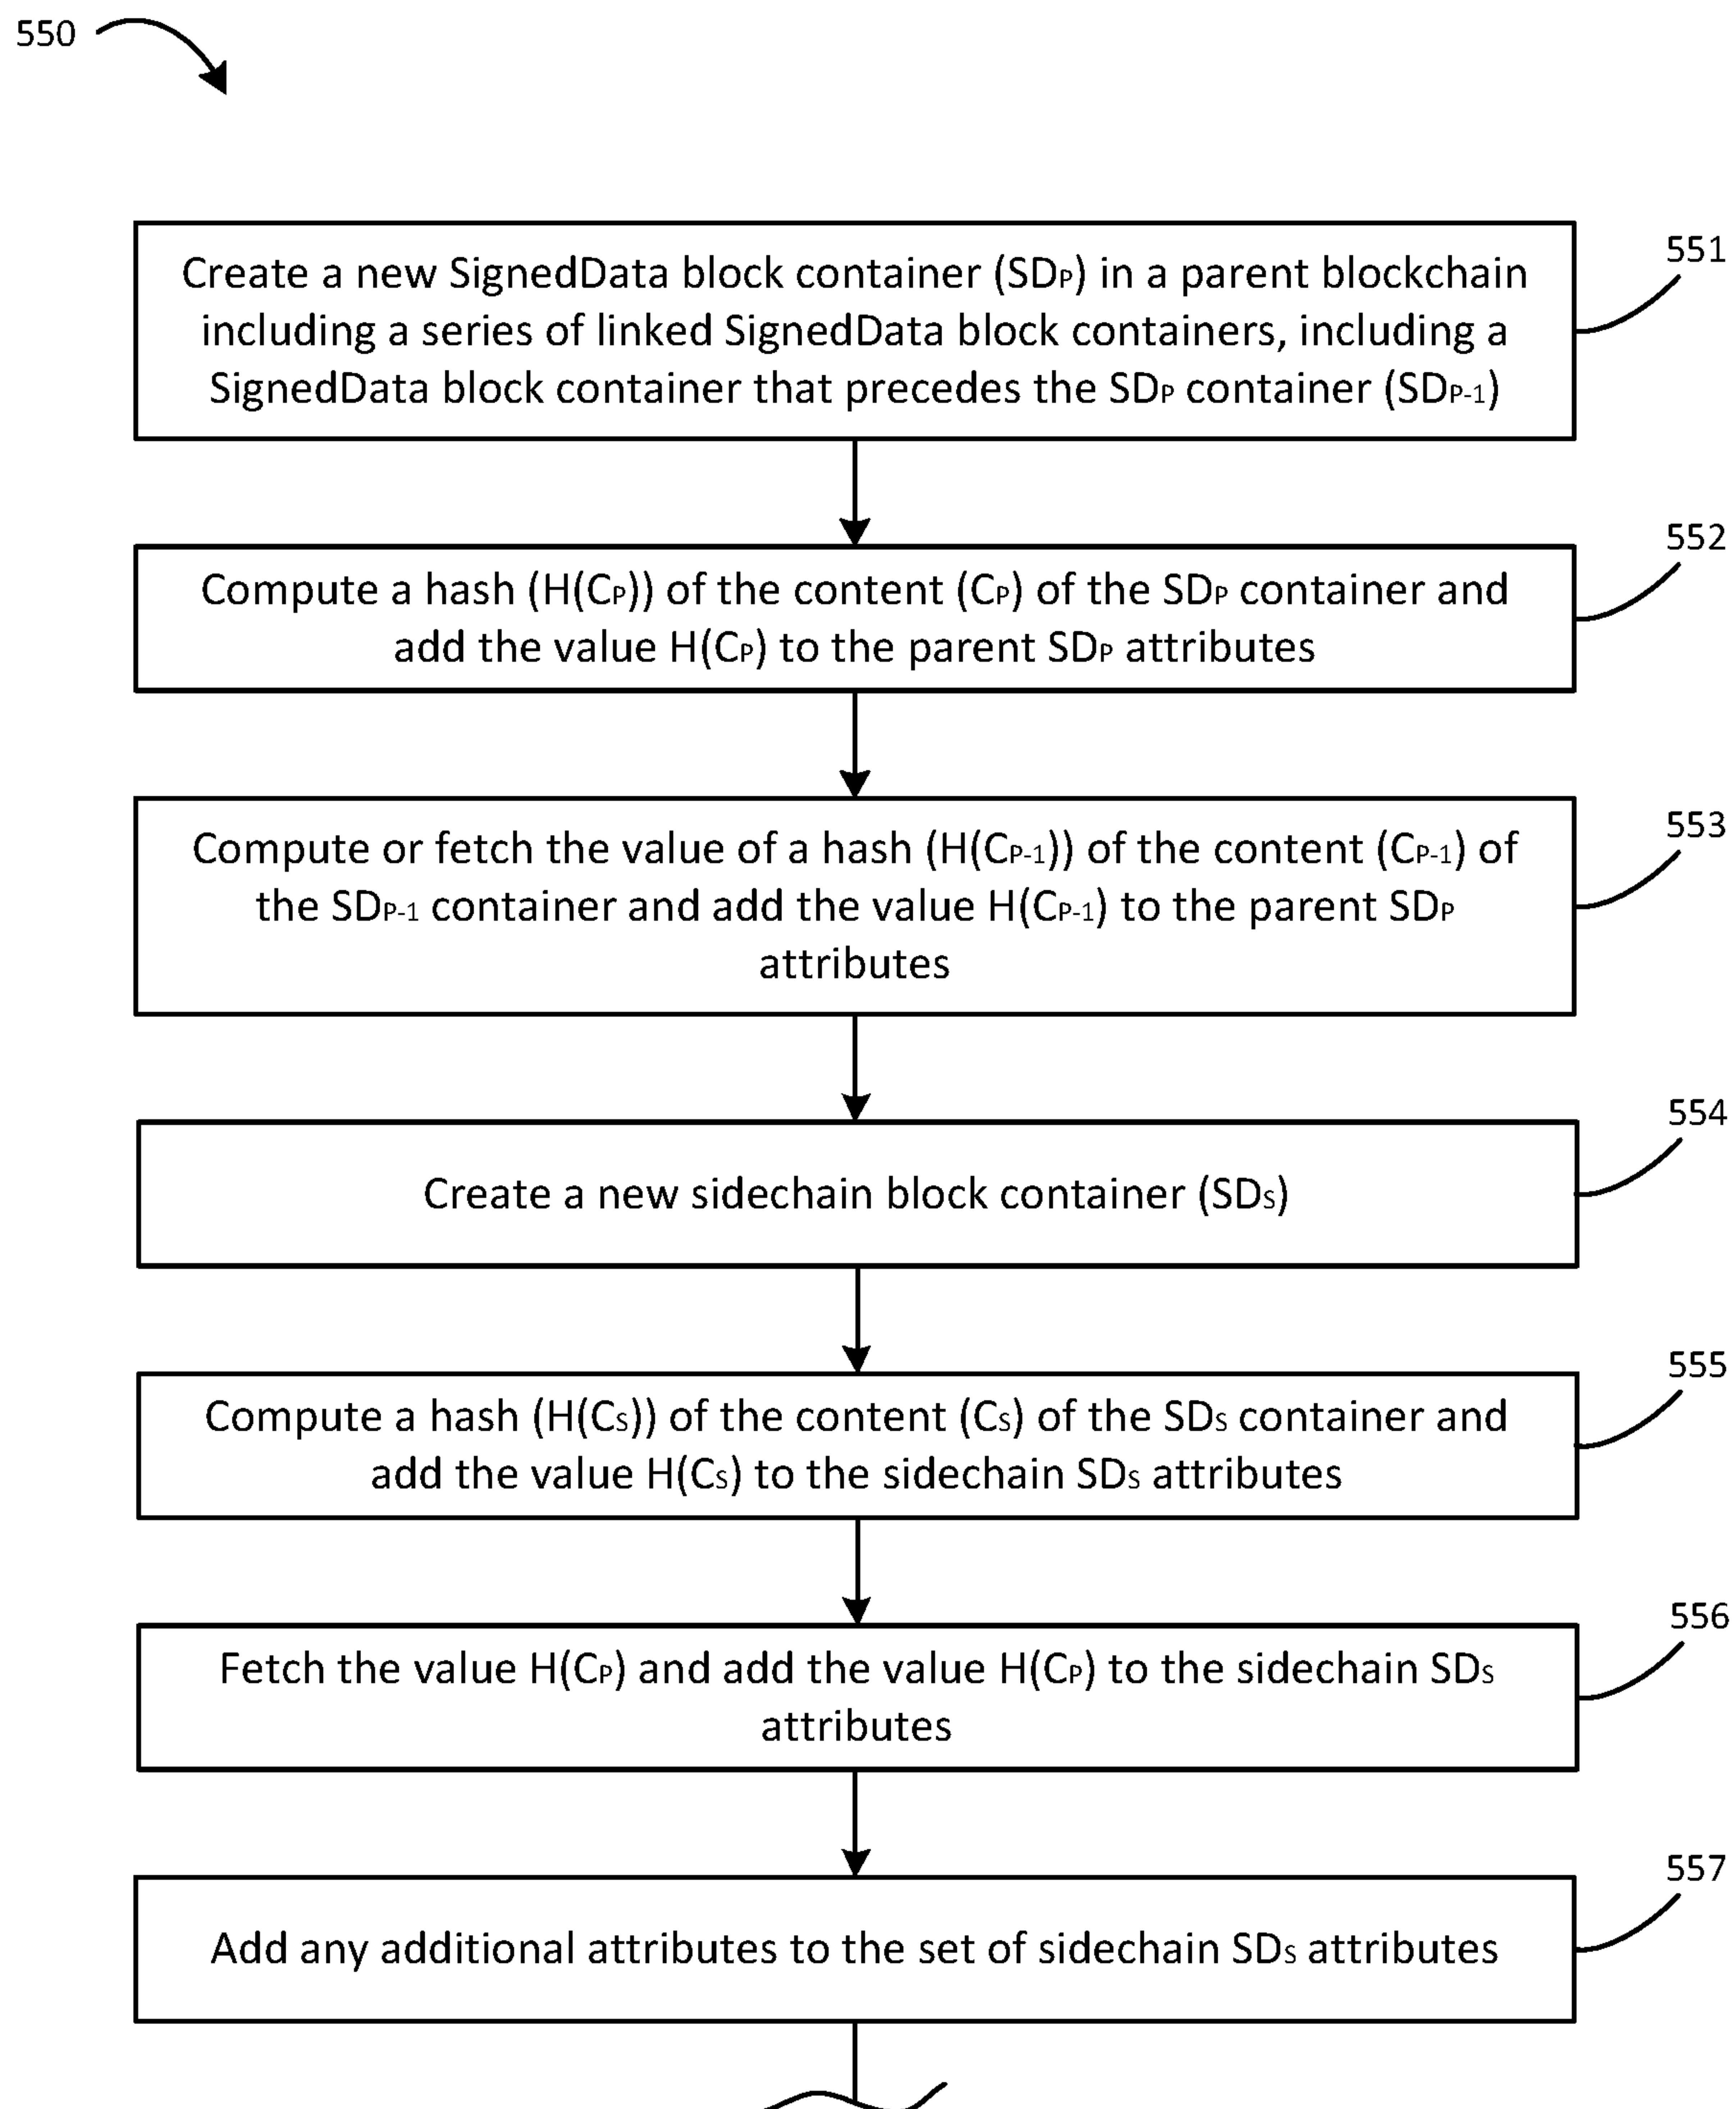 550
551
Create a new SignedData block container (SDP) in a parent blockchain
including a series of linked SignedData block containers, including a
SignedData block container that precedes the SDP container (SDP-1)
552
Compute a hash (H(CP)) of the content (CP) of the SDP container and
add the value H(CP) to the parent SDP attributes
553
Compute or fetch the value of a hash (H(CP-1)) of the content (CP-1) of
the SDP-1 container and add the value H(CP-1) to the parent SDP
attributes
554
Create a new sidechain block container (SDS)
555
Compute a hash (H(CS)) of the content (CS) of the SDS container and
add the value H(CS) to the sidechain SDS attributes
556
Fetch the value H(CP) and add the value H(CP) to the sidechain SDS
attributes
557
Add any additional attributes to the set of sidechain SDS attributes